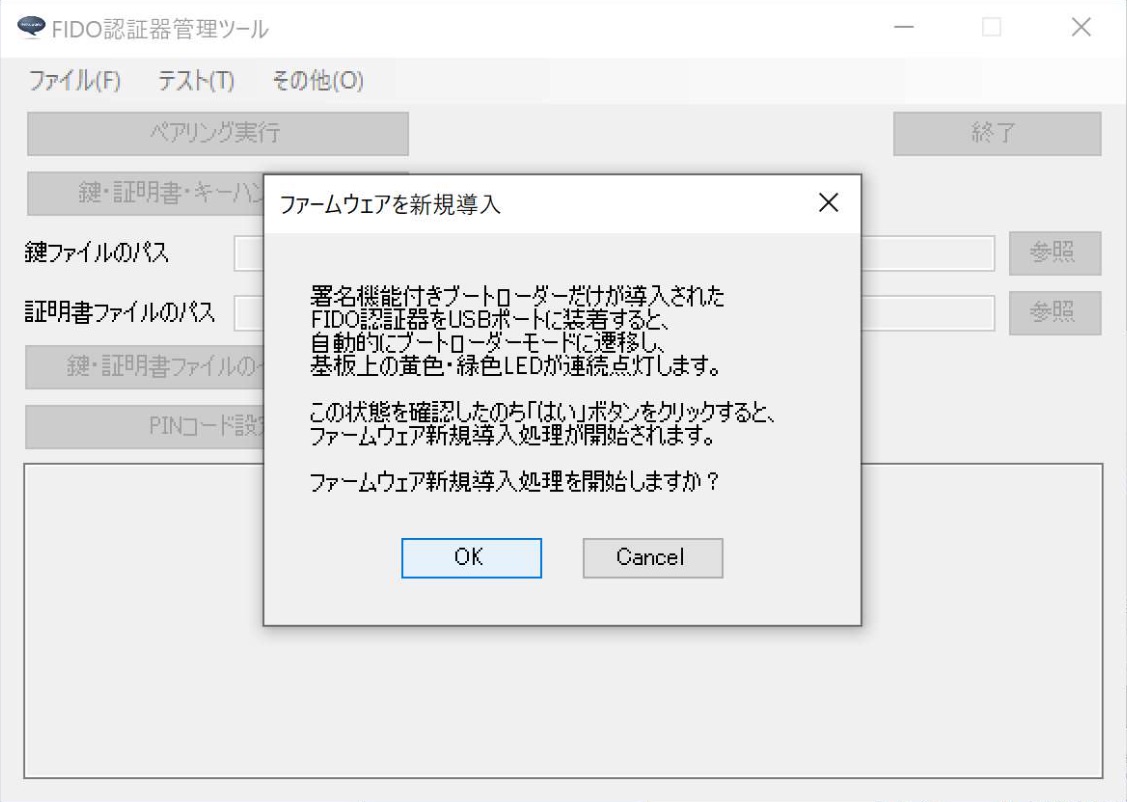 FIDO認証器管理ツール
ファイル(F) テスト(T) その他(O)
ペアリング実行 終了
鍵・証明書・キーハン
ファームウェアを新規導入
鍵ファイルのパス 参照
証明書ファイルのパス 参照
鍵・証明書ファイルの
PINコード設
署名機能付きブートローダーだけが導入された
FIDO認証器をUSBポートに装着すると、
自動的にブートローダーモードに遷移し、
基板上の黄色・緑色LEDが連続点灯します。
この状態を確認したのち「はい」ボタンをクリックすると、
ファームウェア新規導入処理が開始されます。
ファームウェア新規導入処理を開始しますか？
OK Cancel